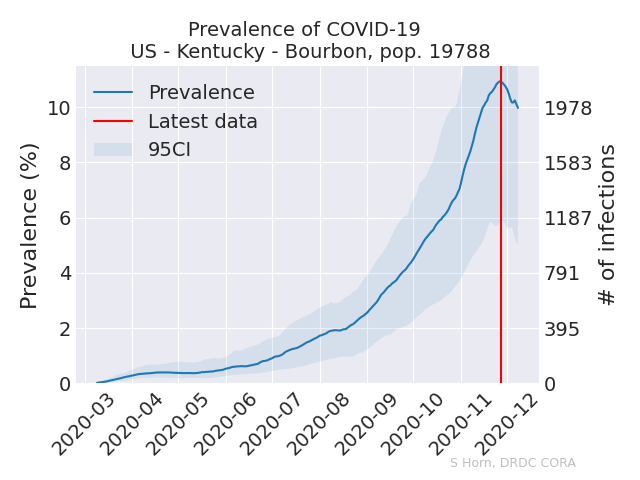 Prevalence of COVID-19
US - Kentucky - Bourbon, pop. 19788
Prevalence
Latest data
95CI
Prevalence (%)
10
8
6
4
2
0
1978
1583
1187
791
395
0
# of infections
2020-03
2020-04
2020-05
2020-06
2020-07
2020-08
2020-09
2020-10
2020-11
2020-12
S Horn, DRDC CORA